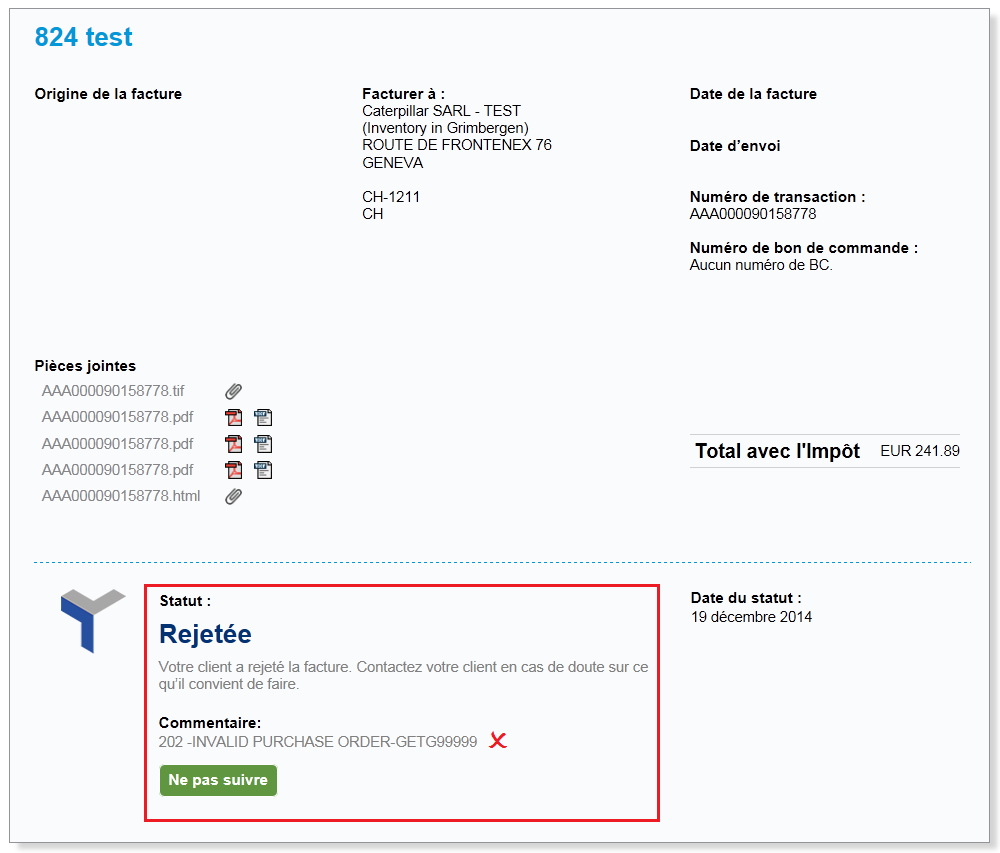 824 test
Origine de la facture
Facturer à :
Caterpillar SARL - TEST
(Inventory in Grimbergen)
ROUTE DE FRONTENEX 76
GENEVA
CH-1211
CH
Date de la facture
Date d’envoi
Numéro de transaction :
AAA000090158778
Numéro de bon de commande :
Aucun numéro de BC.
Pièces jointes
AAA000090158778.tif
AAA000090158778.pdf
AAA000090158778.pdf
AAA000090158778.pdf
AAA000090158778.html
Total avec l'Impôt EUR 241.89
Statut :
Rejetée
Votre client a rejeté la facture. Contactez votre client en cas de doute sur ce
qu’il convient de faire.
Commentaire:
202 -INVALID PURCHASE ORDER-GETG99999
Ne pas suivre
Date du statut :
19 décembre 2014